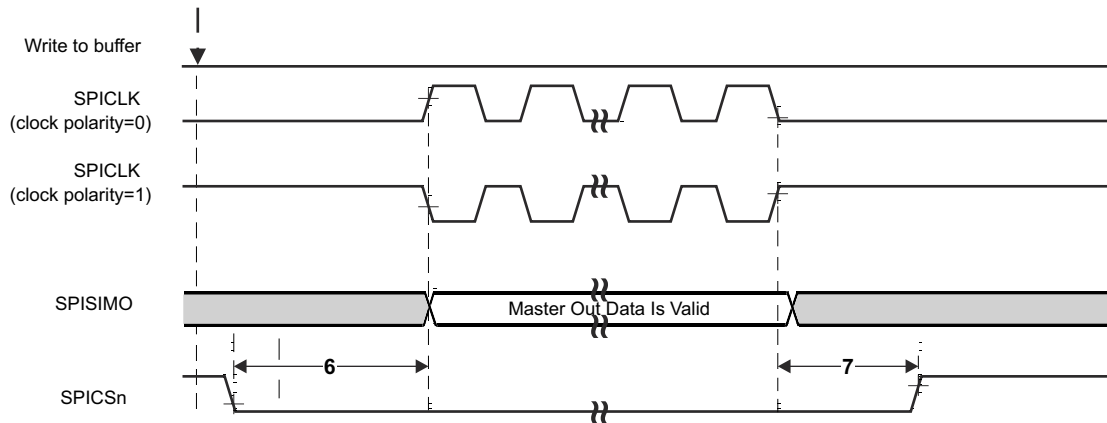 Write to buffer
SPICLK
(clock polarity=0)
SPICLK
(clock polarity=1)
SPISIMO
Master Out Data Is Valid
6
7
SPICSn